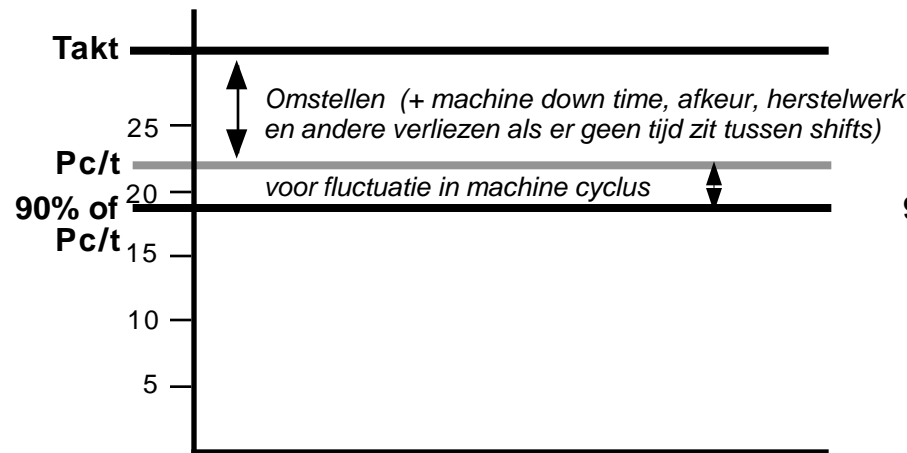 Takt
Omstellen (+ machine down time, afkeur, herstelwerk
25
en andere verliezen als er geen tijd zit tussen shifts)
Pc/t
20
voor fluctuatie in machine cyclus
90% of
Pc/t
15
10
5